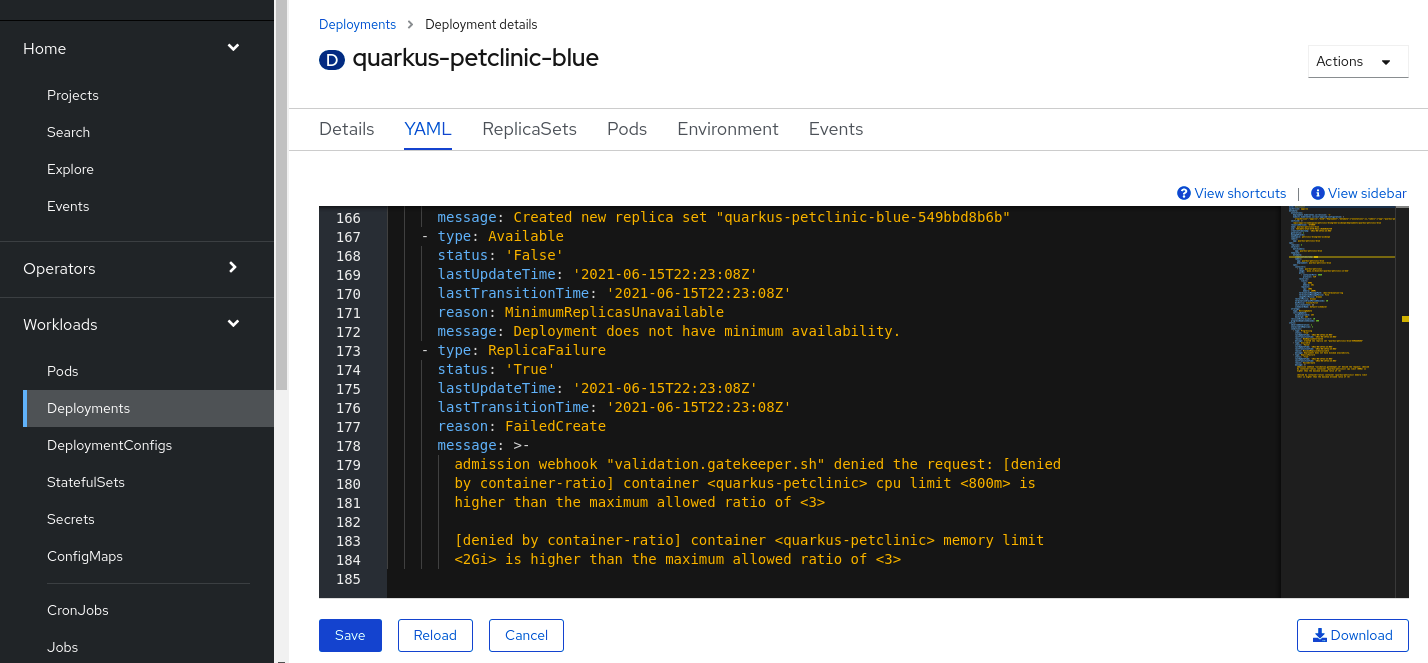 Home
Projects
Search
Explore
Events
Operators
Workloads
Pods
Deployments
DeploymentConfigs
StatefulSets
Secrets
ConfigMaps
CronJobs
Jobs
Deployments > Deployment details
D quarkus-petclinic-blue
Actions
Details YAML ReplicaSets Pods Environment Events
View shortcuts | View sidebar
166 message: Created new replica set "quarkus-petclinic-blue-549bbd8b6b"
167 - type: Available
168 status: 'False'
169 lastUpdateTime: '2021-06-15T22:23:08Z'
170 lastTransitionTime: '2021-06-15T22:23:08Z'
171 reason: MinimumReplicasUnavailable
172 message: Deployment does not have minimum availability.
173 - type: ReplicaFailure
174 status: 'True'
175 lastUpdateTime: '2021-06-15T22:23:08Z'
176 lastTransitionTime: '2021-06-15T22:23:08Z'
177 reason: FailedCreate
178 message: >-
179 admission webhook "validation.gatekeeper.sh" denied the request: [denied
180 by container-ratio] container <quarkus-petclinic> cpu limit <800m> is
181 higher than the maximum allowed ratio of <3>
182
183 [denied by container-ratio] container <quarkus-petclinic> memory limit
184 <2Gi> is higher than the maximum allowed ratio of <3>
185
Save Reload Cancel Download